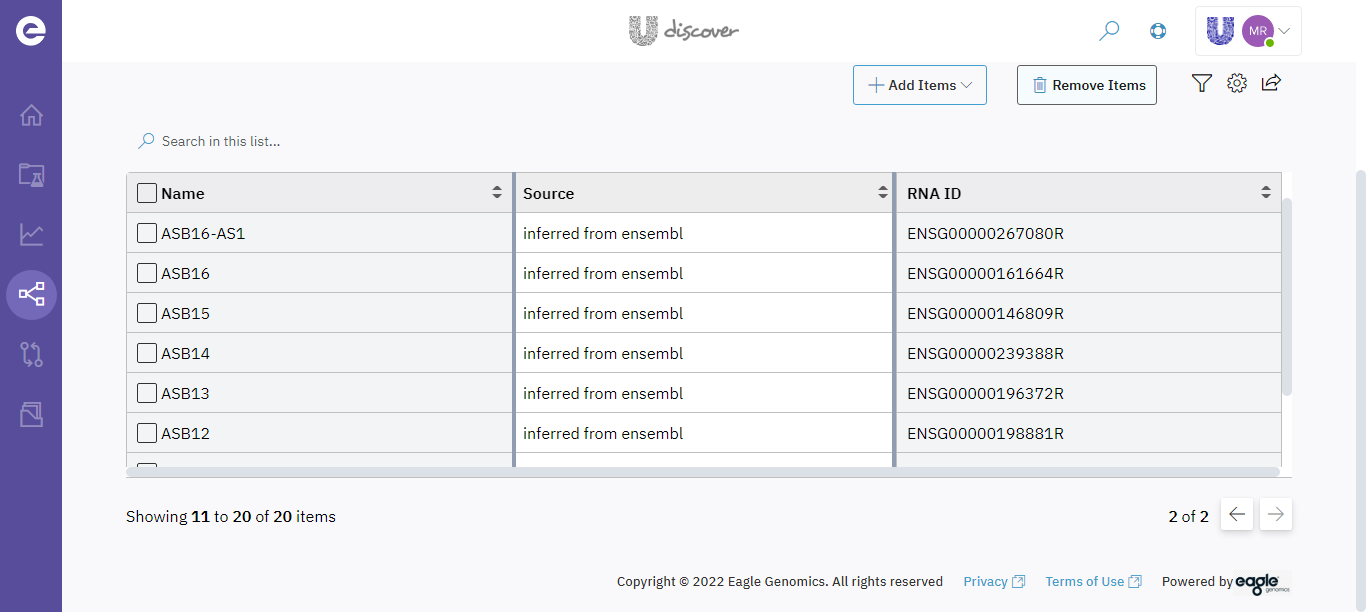 discover
MR
Add Items
Remove Items
Search in this list...
Name Source RNA ID
ASB16-AS1 inferred from ensembl ENSG00000267080R
ASB16 inferred from ensembl ENSG00000161664R
ASB15 inferred from ensembl ENSG00000146809R
ASB14 inferred from ensembl ENSG00000239388R
ASB13 inferred from ensembl ENSG00000196372R
ASB12 inferred from ensembl ENSG00000198881R
Showing 11 to 20 of 20 items 2 of 2
Copyright © 2022 Eagle Genomics. All rights reserved Privacy Terms of Use Powered by eagle genomics